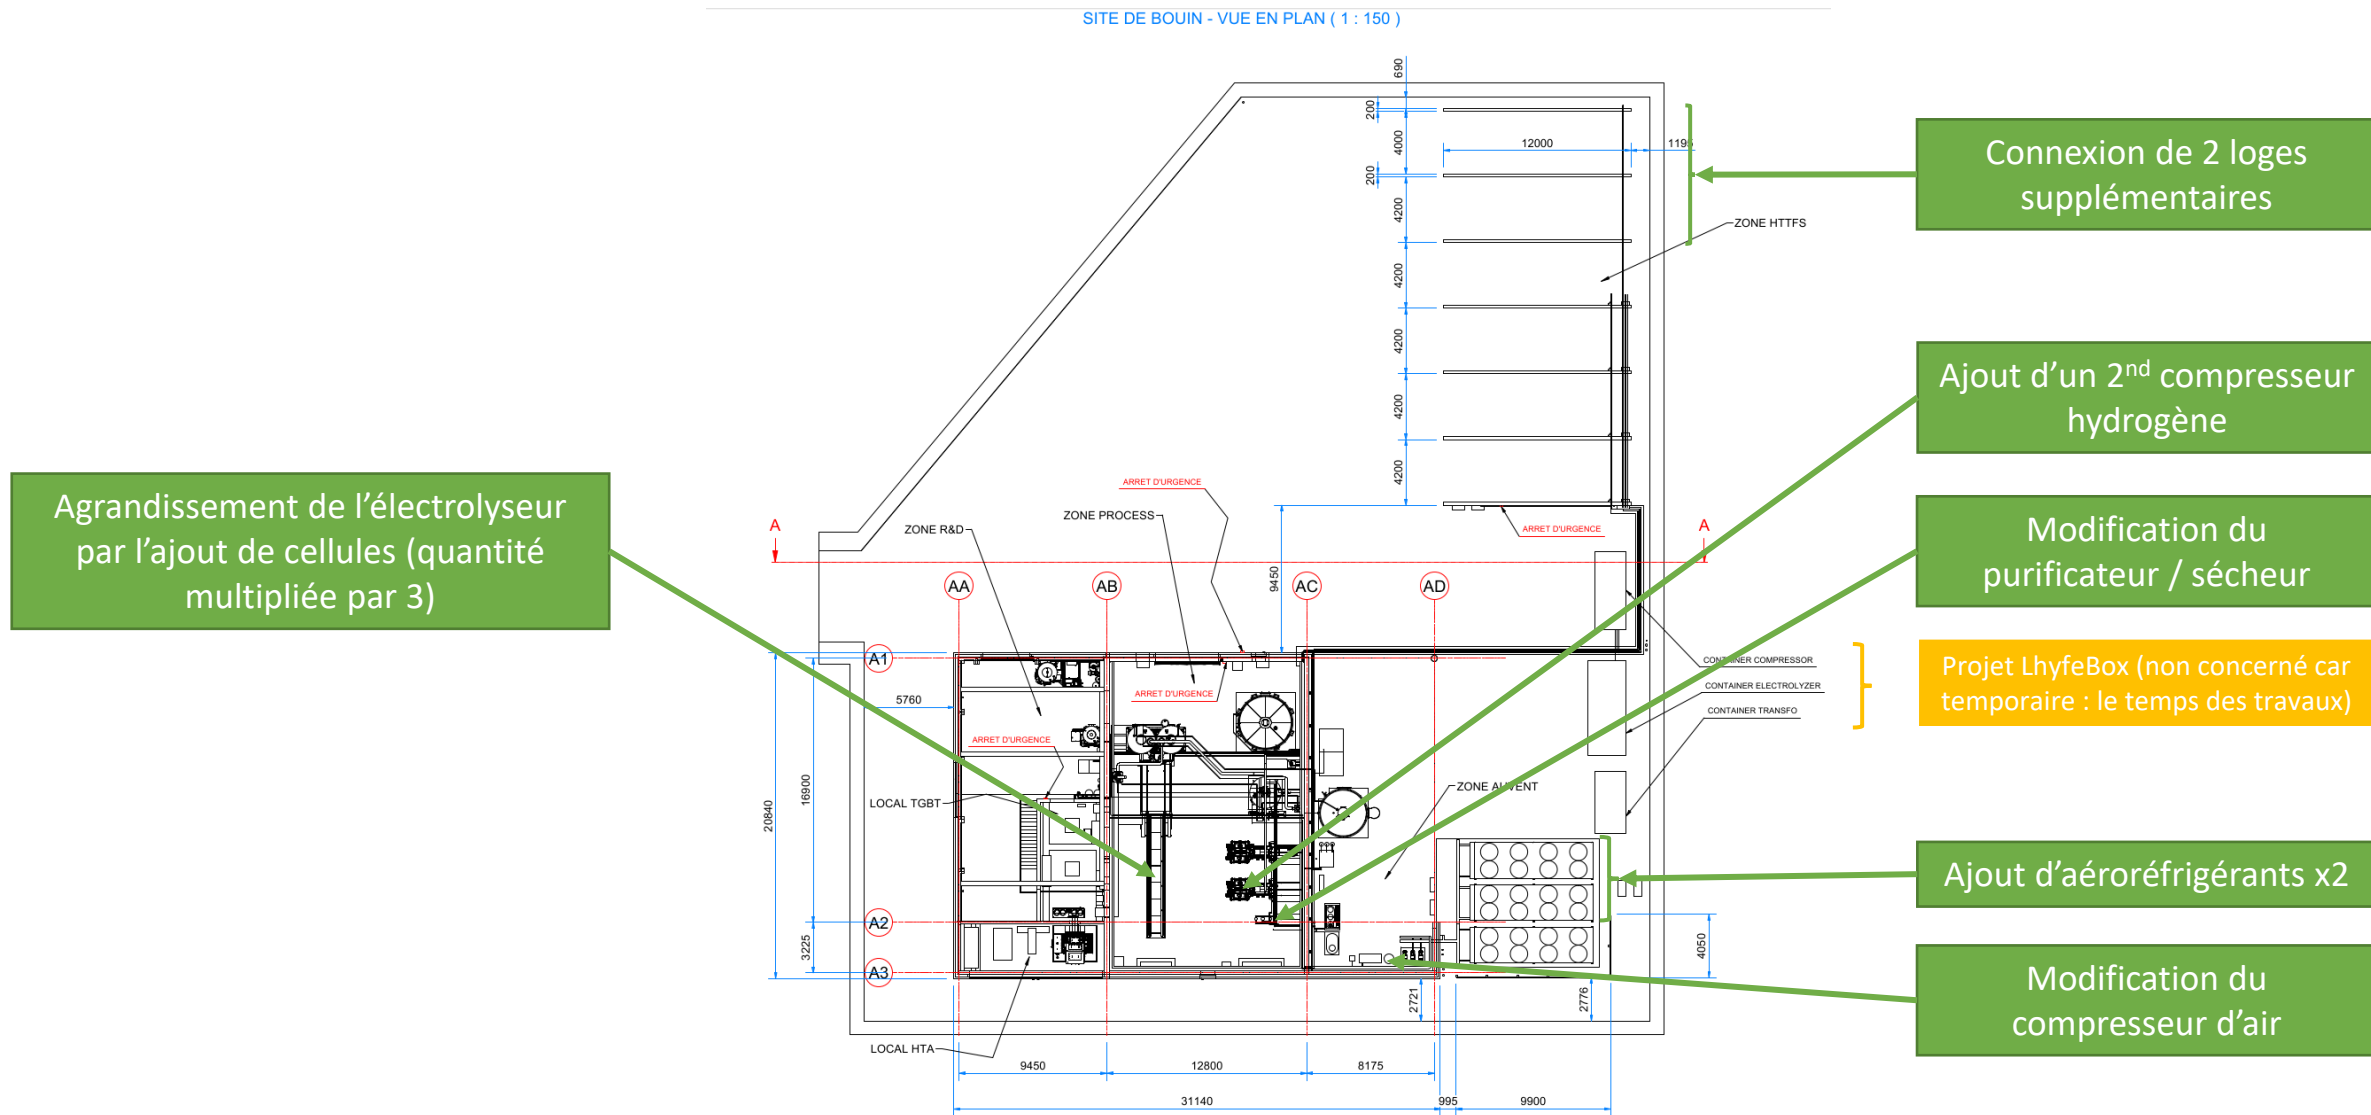 SITE DE BOUIN - VUE EN PLAN ( 1 : 150 )
690
200
4000
12000
1195
200
4200
ZONE HTTFS
4200
4200
4200
4200
Connexion de 2 loges
supplémentaires
Ajout d’un 2nd compresseur
hydrogène
Agrandissement de l’électrolyseur
par l’ajout de cellules (quantité
multipliée par 3)
Modification du
purificateur / sécheur
ARRET D'URGENCE
ZONE PROCESS
ZONE R&D
ARRET D'URGENCE
A
A
9450
AA
AB
AC
AD
A1
CONTAINER COMPRESSOR
CONTAINER ELECTROLYZER
CONTAINER TRANSFO
Projet LhyfeBox (non concerné car
temporaire : le temps des travaux)
5760
ARRET D'URGENCE
ARRET D'URGENCE
16900
20840
LOCAL TGBT
ZONE AUVENT
Ajout d’aéroréfrigérants x2
A2
3225
A3
4050
2721
2776
Modification du
compresseur d’air
LOCAL HTA
9450
12800
8175
31140
995
9900